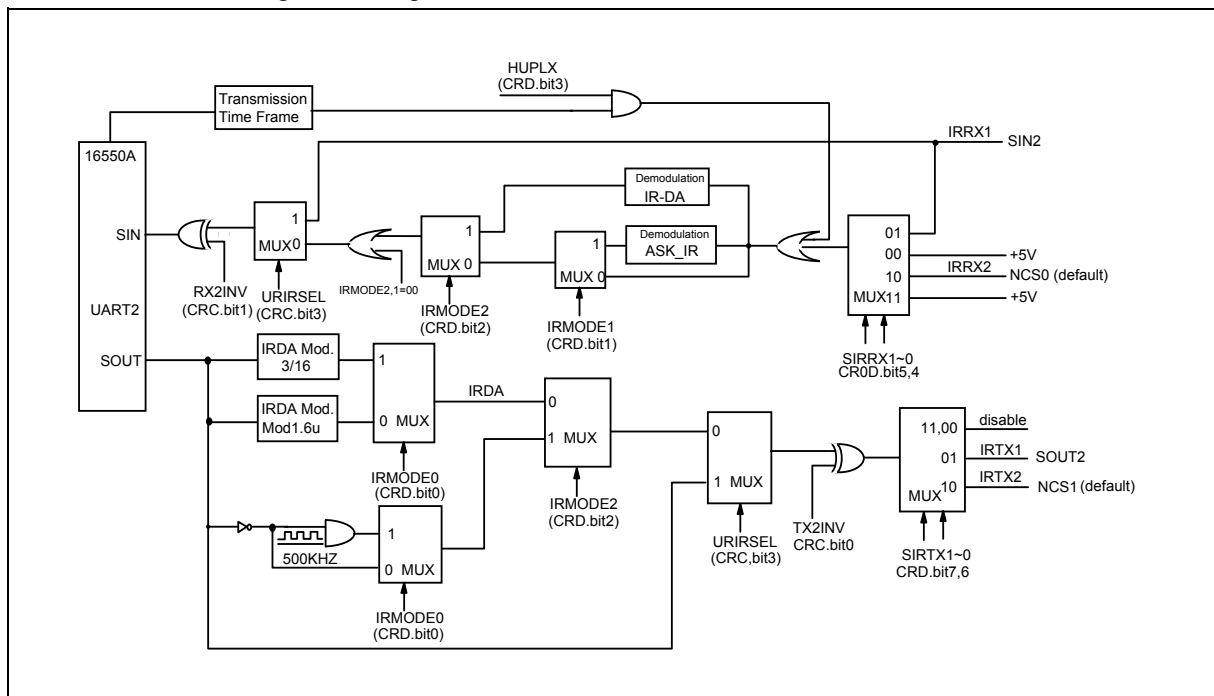 HUPLX
(CRD.bit3)
Transmission
Time Frame
IRRX1
SIN2
16550A
Demodulation
IR-DA
1
SIN
1
MUX 0
1
MUX 0
Demodulation
ASK_IR
1
MUX 0
01
00
10
MUX 11
+5V
IRRX2
NCS0 (default)
+5V
RX2INV
(CRC.bit1)
URIRSEL
(CRC.bit3)
IRMODE2,1=00
IRMODE2
(CRD.bit2)
IRMODE1
(CRD.bit1)
SIRRX1~0
CR0D.bit5,4
UART2
SOUT
IRDA Mod.
3/16
1
IRDA
IRDA Mod.
Mod1.6u
0 MUX
0
1 MUX
0
1 MUX
11,00
disable
01
IRTX1
SOUT2
10
MUX
IRTX2
NCS1 (default)
IRMODE0
(CRD.bit0)
IRMODE2
(CRD.bit2)
500KHZ
1
0 MUX
URIRSEL
(CRC,bit3)
TX2INV
CRC.bit0
SIRTX1~0
CRD.bit7,6
IRMODE0
(CRD.bit0)